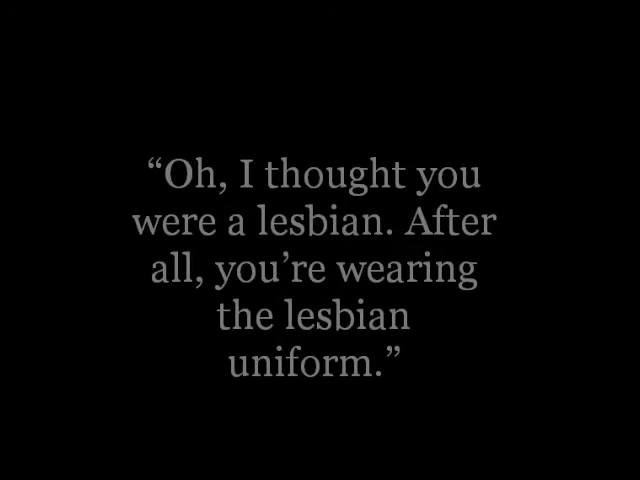 “Oh, I thought you
were a lesbian. After
all, you’re wearing
the lesbian
uniform.”